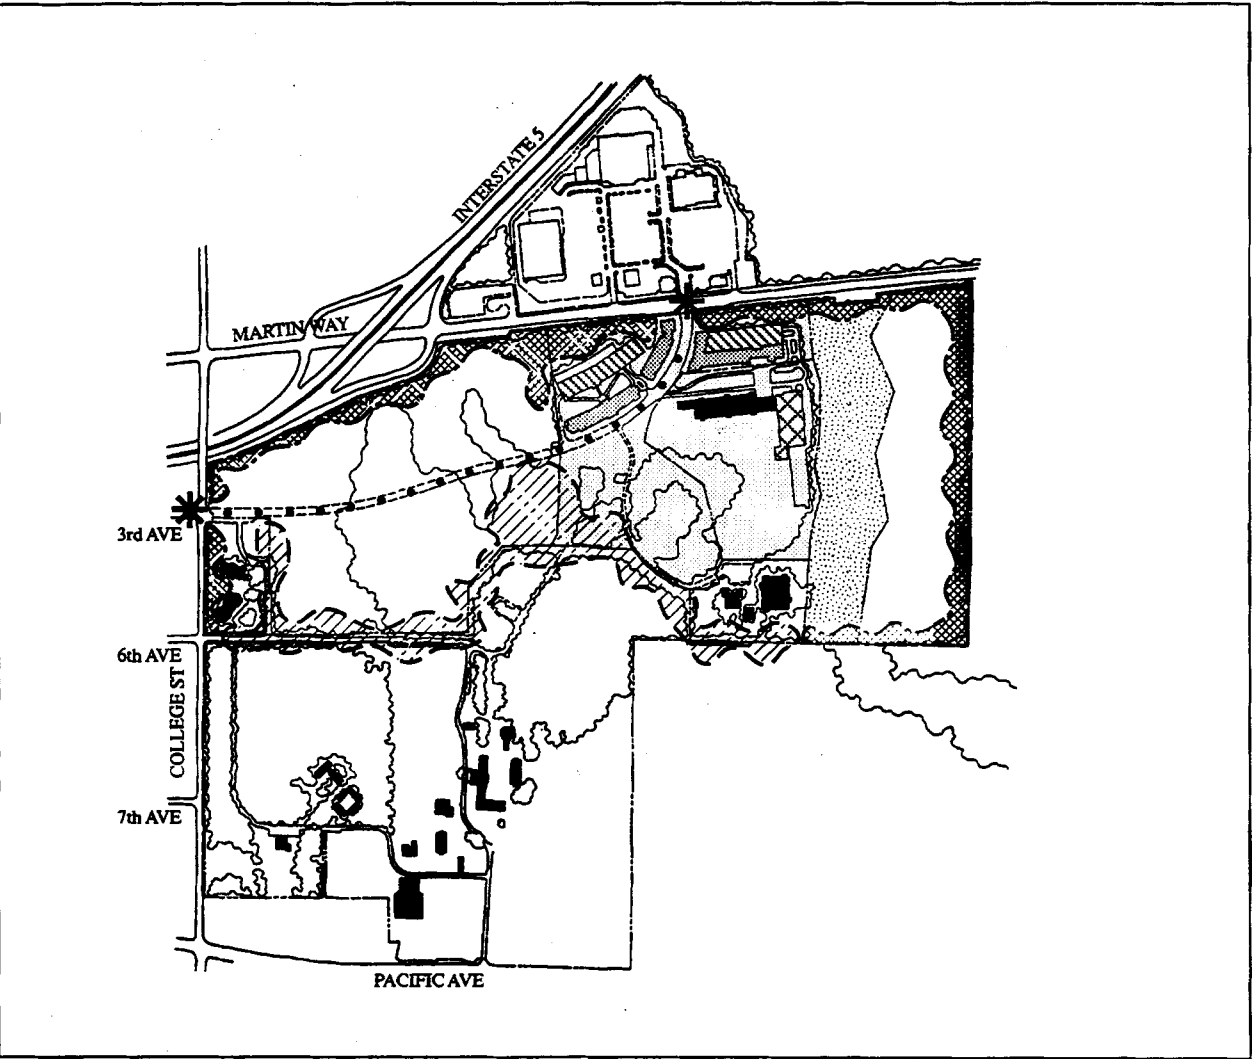 INTERSTATE 5
MARTIN WAY
3rd AVE
6th AVE
COLLEGE ST
7th AVE
PACIFIC AVE